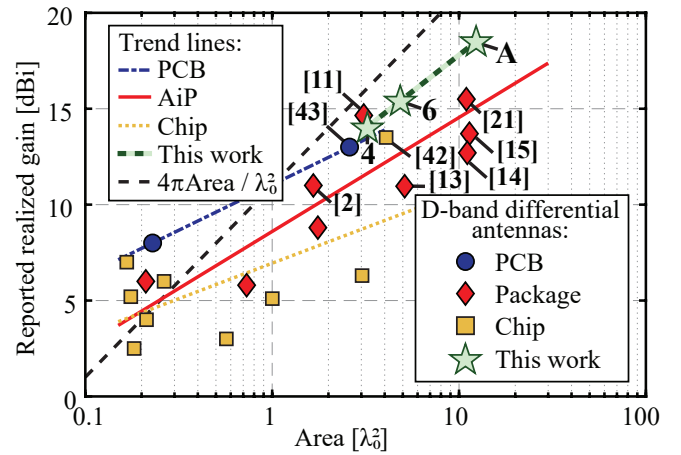 Reported realized gain [dBi]
20
15
10
5
0
Trend lines:
PCB
AiP
Chip
This work
4πArea / λ₀²
[11]
[43]
A
6
4
[42]
[21]
[15]
[14]
[13]
[2]
D-band differential
antennas:
PCB
Package
Chip
This work
0.1
1
10
100
Area [λ₀²]